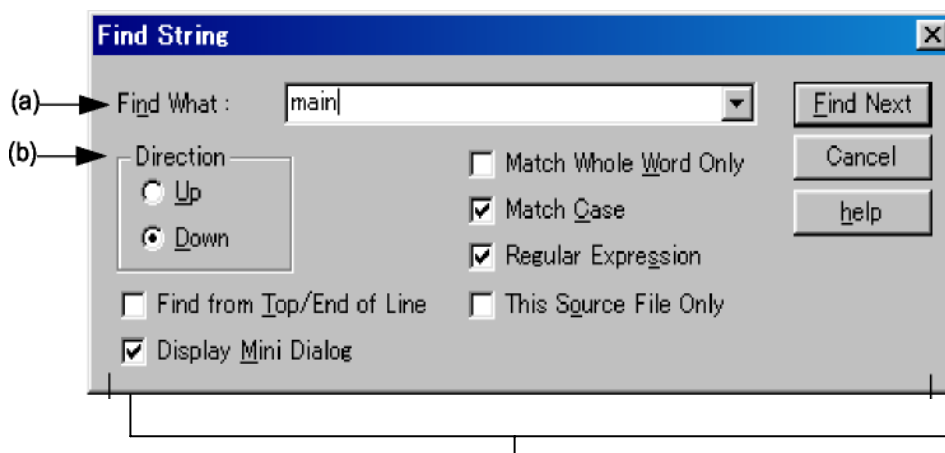 Find String
(a) Find What : main Find Next
(b) Direction Match Whole Word Only Cancel
Up Match Case help
Down Regular Expression
Find from Top/End of Line This Source File Only
Display Mini Dialog